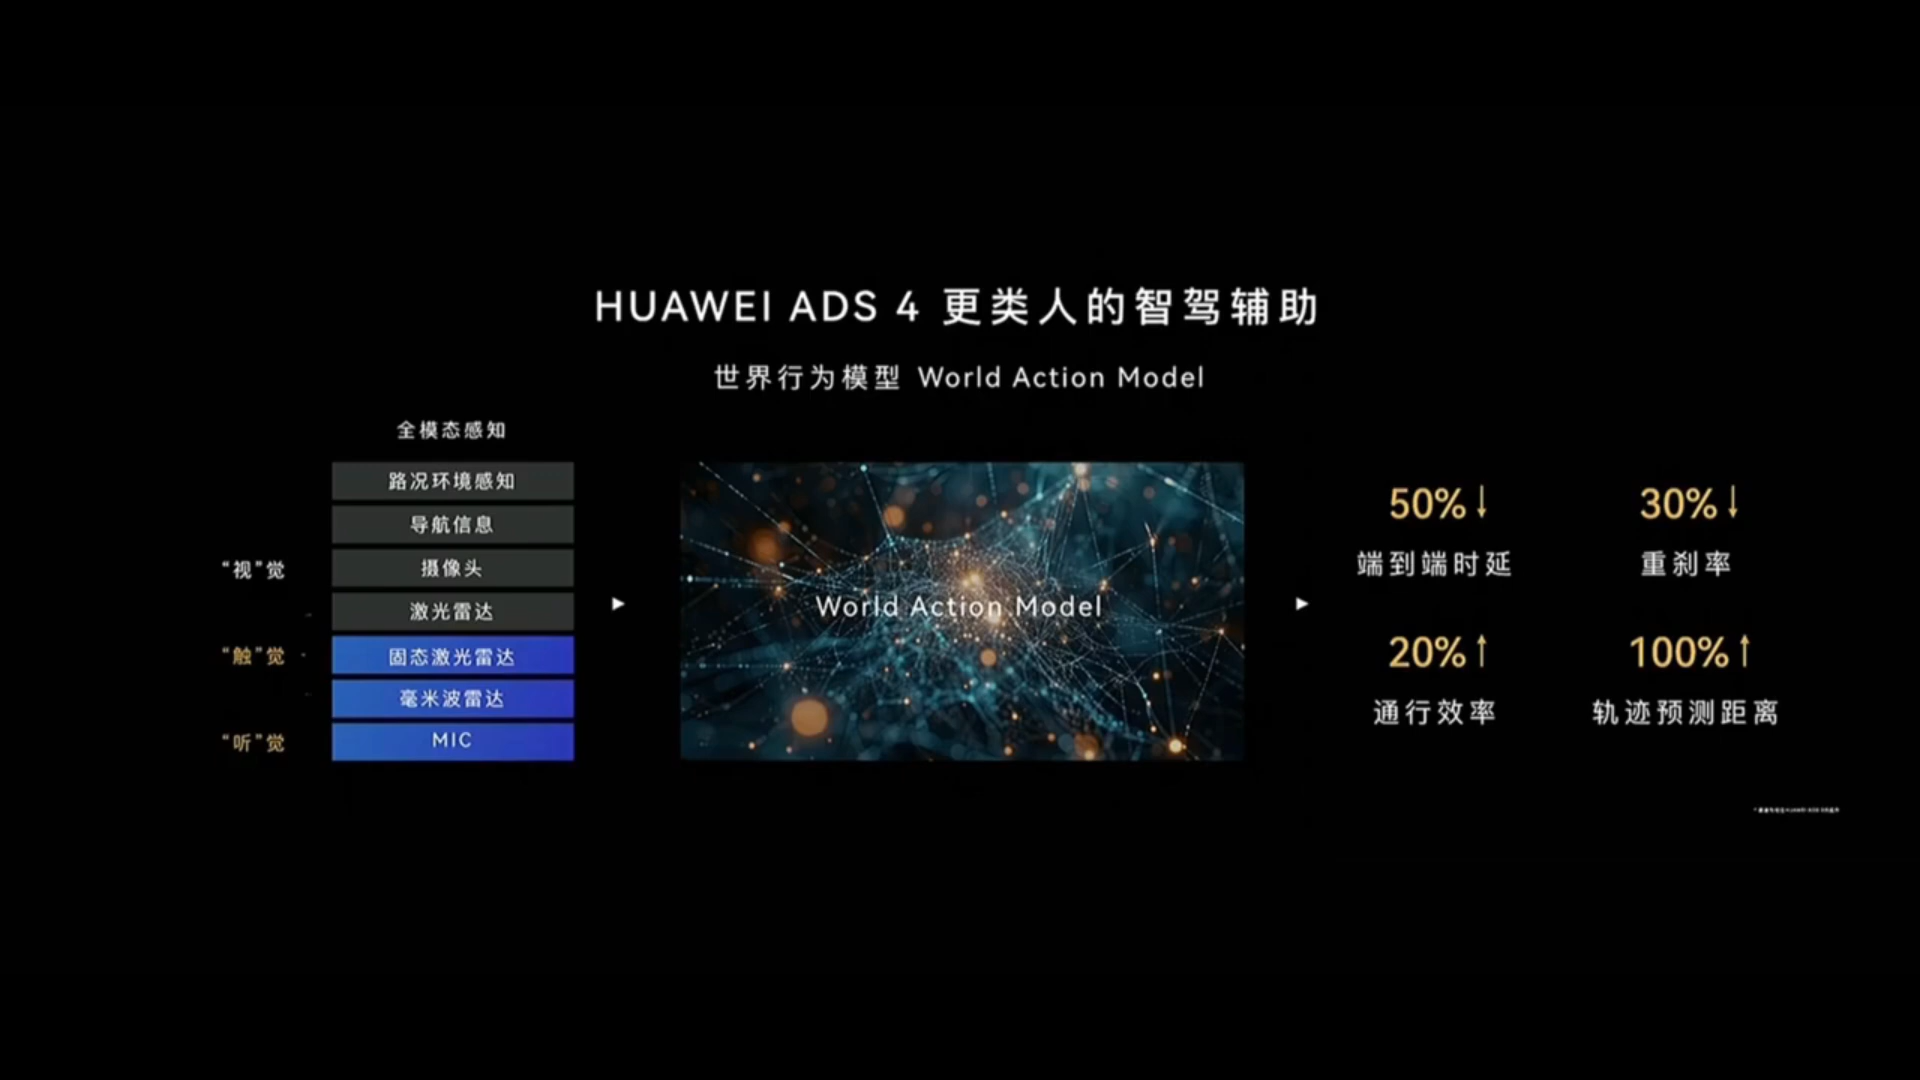 HUAWEI ADS 4 更类人的智驾辅助
世界行为模型 World Action Model
全模态感知
路况环境感知
导航信息
“视”觉
摄像头
激光雷达
“触”觉
固态激光雷达
毫米波雷达
“听”觉
MIC
World Action Model
50%↓
端到端时延
30%↓
重刹率
20%↑
通行效率
100%↑
轨迹预测距离